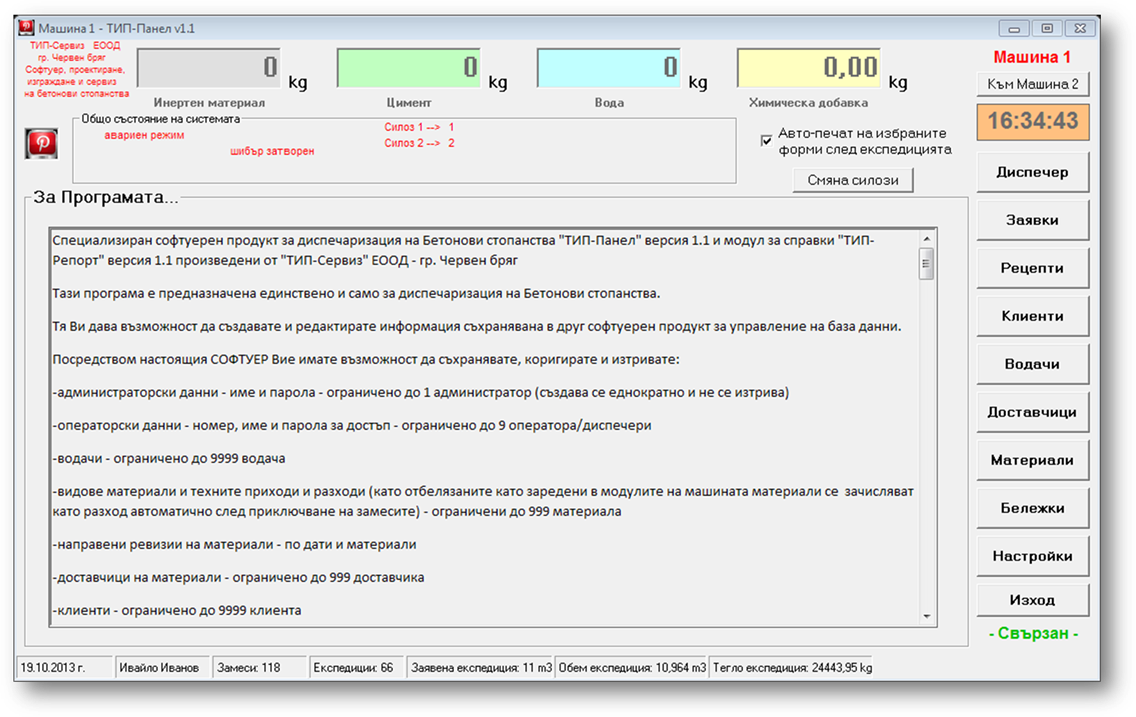 Машина 1 - ТИП-Панел v1.1
ТИП-Сервиз ЕООД
гр. Червен бряг
Софтуер, проектиране,
изграждане и сервиз
на бетонови стопанства
0 kg
Инертен материал
0 kg
Цимент
0 kg
Вода
0,00 kg
Химическа добавка
Машина 1
Към Машина 2
16:34:43
Общо състояние на системата
авариен режим
шибър затворен
Силоз 1 --> 1
Силоз 2 --> 2
Авто-печат на избраните
форми след експедицията
Смяна силози
Диспечер
Заявки
Рецепти
Клиенти
Водачи
Доставчици
Материали
Бележки
Настройки
Изход
- Свързан -
За Програмата...
Специализиран софтуерен продукт за диспечаризация на Бетонови стопанства "ТИП-Панел" версия 1.1 и модул за справки "ТИП-
Репорт" версия 1.1 произведени от "ТИП-Сервиз" ЕООД - гр. Червен бряг
Тази програма е предназначена единствено и само за диспечаризация на Бетонови стопанства.
Тя Ви дава възможност да създавате и редактирате информация съхранявана в друг софтуерен продукт за управление на база данни.
Посредством настоящия СОФТУЕР Вие имате възможност да съхранявате, коригирате и изтривате:
-администраторски данни - име и парола - ограничено до 1 администратор (създава се еднократно и не се изтрива)
-операторски данни - номер, име и парола за достъп - ограничено до 9 оператора/диспечери
-водачи - ограничено до 9999 водача
-видове материали и техните приходи и разходи (като отбелязаните като заредени в модулите на машината материали се зачисляват
като разход автоматично след приключване на замесите) - ограничени до 999 материала
-направени ревизии на материали - по дати и материали
-доставчици на материали - ограничено до 999 доставчика
-клиенти - ограничено до 9999 клиента
19.10.2013 г. Ивайло Иванов Замеси: 118 Експедиции: 66 Заявена експедиция: 11 m3 Обем експедиция: 10,964 m3 Тегло експедиция: 24443,95 kg